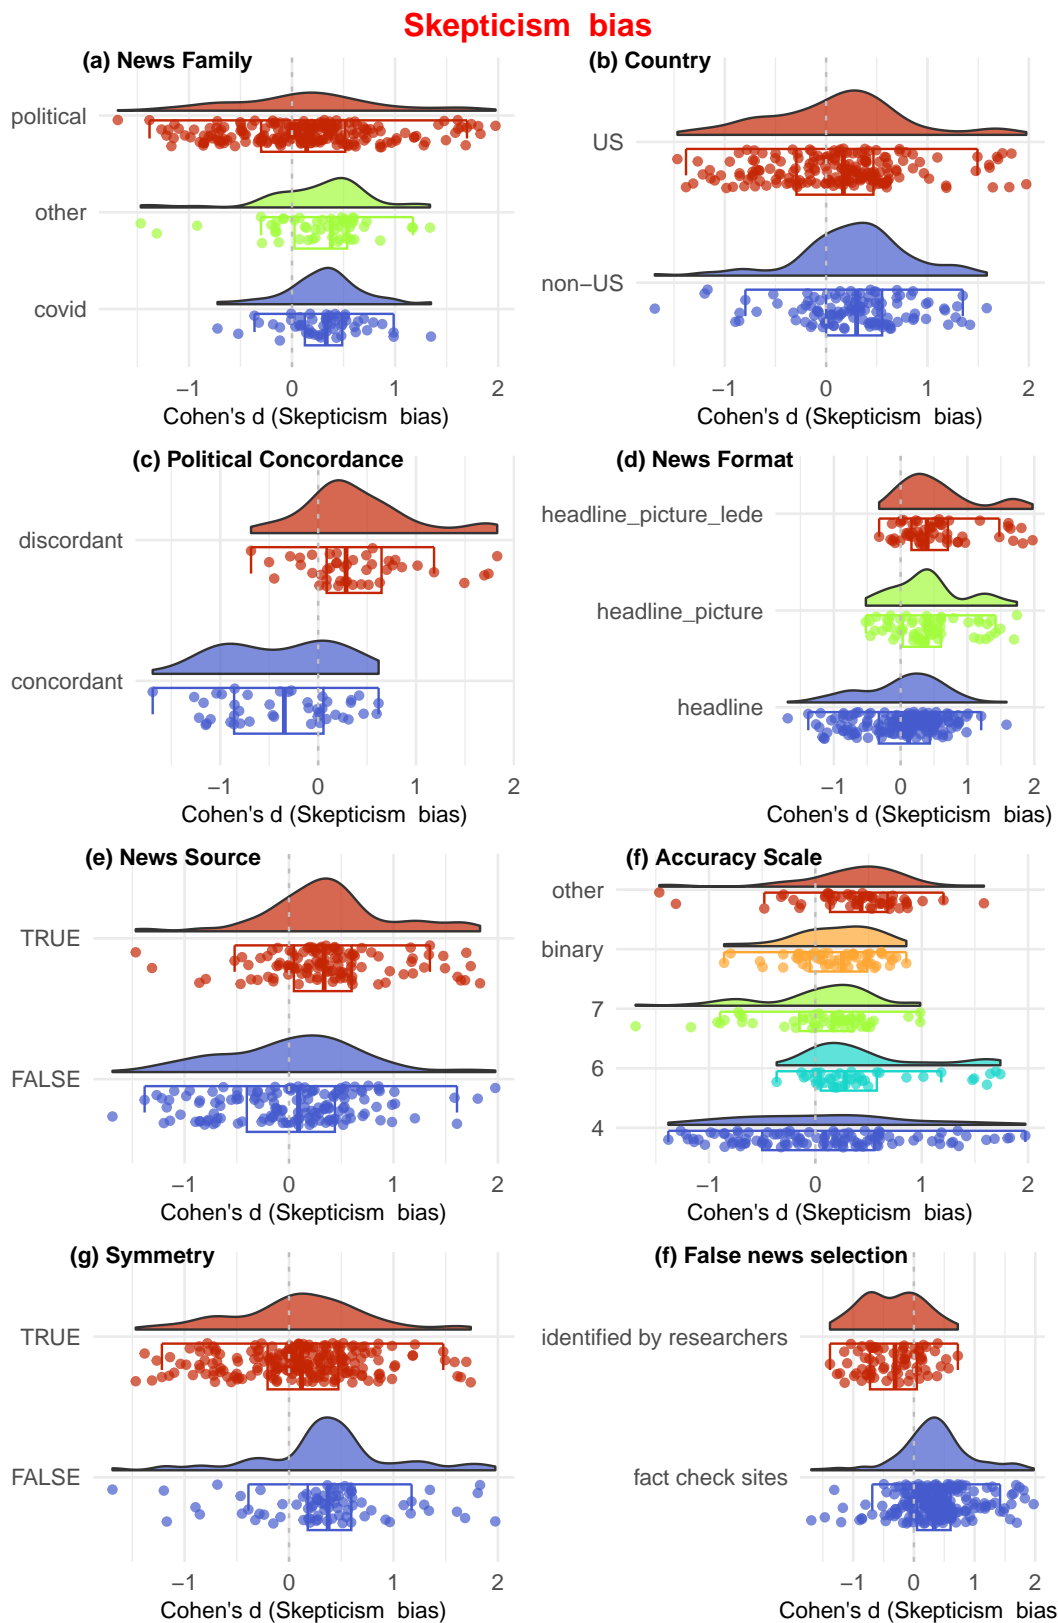 Skepticism bias
(a) News Family
political
other
covid
−1 0 1 2
Cohen's d (Skepticism bias)
(b) Country
US
non−US
−1 0 1 2
Cohen's d (Skepticism bias)
(c) Political Concordance
discordant
concordant
−1 0 1 2
Cohen's d (Skepticism bias)
(d) News Format
headline_picture_lede
headline_picture
headline
−1 0 1 2
Cohen's d (Skepticism bias)
(e) News Source
TRUE
FALSE
−1 0 1 2
Cohen's d (Skepticism bias)
(f) Accuracy Scale
other
binary
7
6
4
−1 0 1 2
Cohen's d (Skepticism bias)
(g) Symmetry
TRUE
FALSE
−1 0 1 2
Cohen's d (Skepticism bias)
(f) False news selection
identified by researchers
fact check sites
−1 0 1 2
Cohen's d (Skepticism bias)